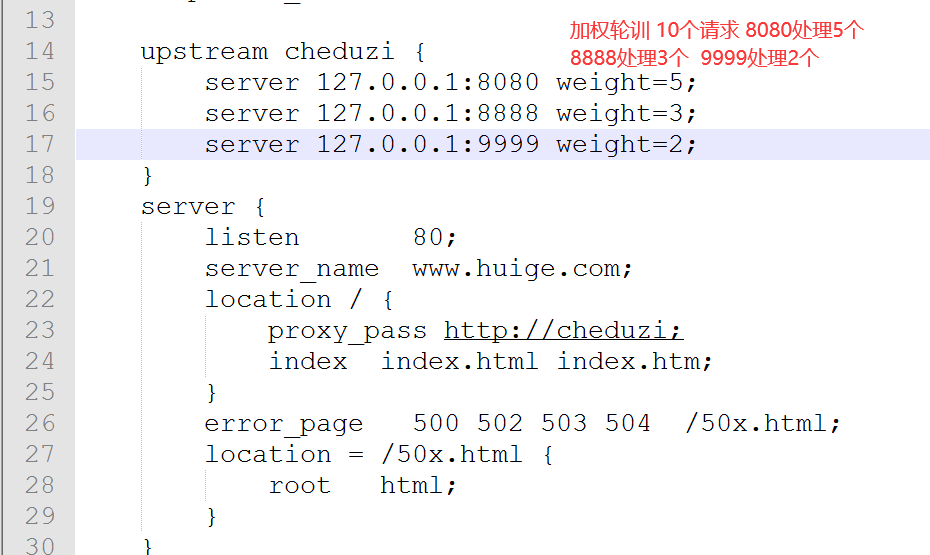 13
加权轮训 10个请求 8080处理5个
14 upstream cheduzi {
8888处理3个 9999处理2个
15 server 127.0.0.1:8080 weight=5;
16 server 127.0.0.1:8888 weight=3;
17 server 127.0.0.1:9999 weight=2;
18 }
19 server {
20 listen 80;
21 server_name www.huige.com;
22 location / {
23 proxy_pass http://cheduzi;
24 index index.html index.htm;
25 }
26 error_page 500 502 503 504 /50x.html;
27 location = /50x.html {
28 root html;
29 }
30 }